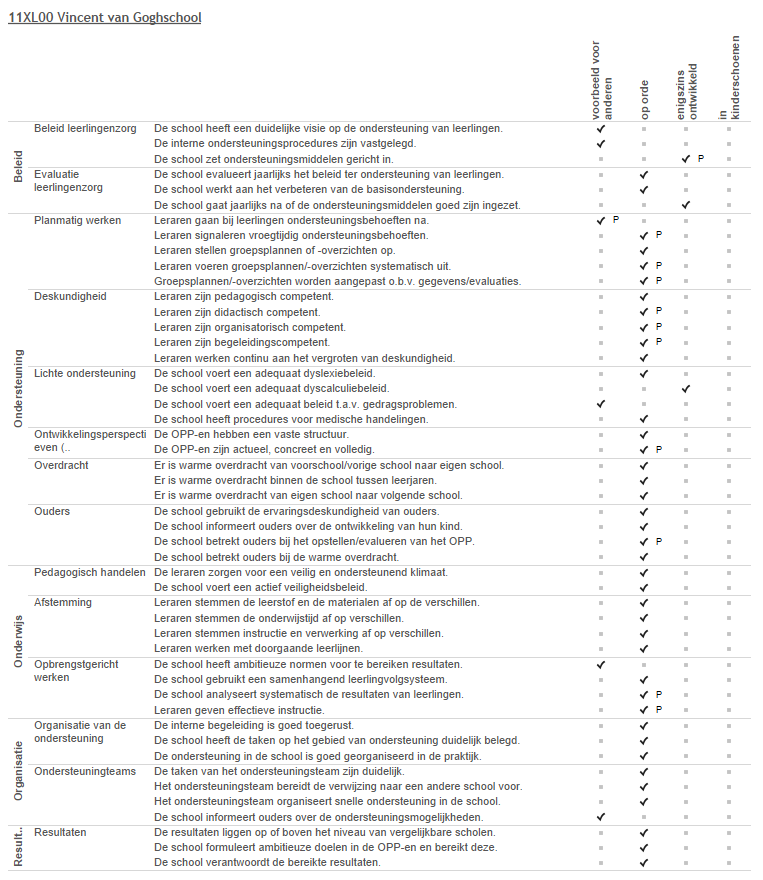 11XL00 Vincent van Goghschool
voorbeeld voor
anderen
op orde
enigszins
ontwikkeld
in
kinderschoenen
Beleid
Beleid leerlingenzorg De school heeft een duidelijke visie op de ondersteuning van leerlingen.
De interne ondersteuningsprocedures zijn vastgelegd.
De school zet ondersteuningsmiddelen gericht in. P
Evaluatie De school evalueert jaarlijks het beleid ter ondersteuning van leerlingen.
leerlingenzorg De school werkt aan het verbeteren van de basisondersteuning.
De school gaat jaarlijks na of de ondersteuningsmiddelen goed zijn ingezet.
Ondersteuning
Planmatig werken Leraren gaan bij leerlingen ondersteuningsbehoeften na. P
Leraren signaleren vroegtijdig ondersteuningsbehoeften. P
Leraren stellen groepsplannen of -overzichten op.
Leraren voeren groepsplannen/-overzichten systematisch uit. P
Groepsplannen/-overzichten worden aangepast o.b.v. gegevens/evaluaties. P
Deskundigheid Leraren zijn pedagogisch competent.
Leraren zijn didactisch competent. P
Leraren zijn organisatorisch competent. P
Leraren zijn begeleidingscompetent. P
Leraren werken continu aan het vergroten van deskundigheid.
Lichte ondersteuning De school voert een adequaat dyslexiebeleid.
De school voert een adequaat dyscalculiebeleid.
De school voert een adequaat beleid t.a.v. gedragsproblemen.
De school heeft procedures voor medische handelingen.
Ontwikkelingsperspecti De OPP-en hebben een vaste structuur.
even (.. De OPP-en zijn actueel, concreet en volledig. P
Overdracht Er is warme overdracht van voorschool/vorige school naar eigen school.
Er is warme overdracht binnen de school tussen leerjaren.
Er is warme overdracht van eigen school naar volgende school.
Ouders De school gebruikt de ervaringsdeskundigheid van ouders.
De school informeert ouders over de ontwikkeling van hun kind.
De school betrekt ouders bij het opstellen/evalueren van het OPP. P
De school betrekt ouders bij de warme overdracht.
Onderwijs
Pedagogisch handelen De leraren zorgen voor een veilig en ondersteunend klimaat.
De school voert een actief veiligheidsbeleid.
Afstemming Leraren stemmen de leerstof en de materialen af op de verschillen.
Leraren stemmen de onderwijstijd af op verschillen.
Leraren stemmen instructie en verwerking af op verschillen.
Leraren werken met doorgaande leerlijnen.
Opbrengstgericht De school heeft ambitieuze normen voor te bereiken resultaten.
werken De school gebruikt een samenhangend leerlingvolgsysteem.
De school analyseert systematisch de resultaten van leerlingen. P
Leraren geven effectieve instructie. P
Organisatie
Organisatie van de De interne begeleiding is goed toegerust.
ondersteuning De school heeft de taken op het gebied van ondersteuning duidelijk belegd.
De ondersteuning in de school is goed georganiseerd in de praktijk.
Ondersteuningteams De taken van het ondersteuningsteam zijn duidelijk.
Het ondersteuningsteam bereidt de verwijzing naar een andere school voor.
Het ondersteuningsteam organiseert snelle ondersteuning in de school.
De school informeert ouders over de ondersteuningsmogelijkheden.
Result..
Resultaten De resultaten liggen op of boven het niveau van vergelijkbare scholen.
De school formuleert ambitieuze doelen in de OPP-en en bereikt deze.
De school verantwoordt de bereikte resultaten.